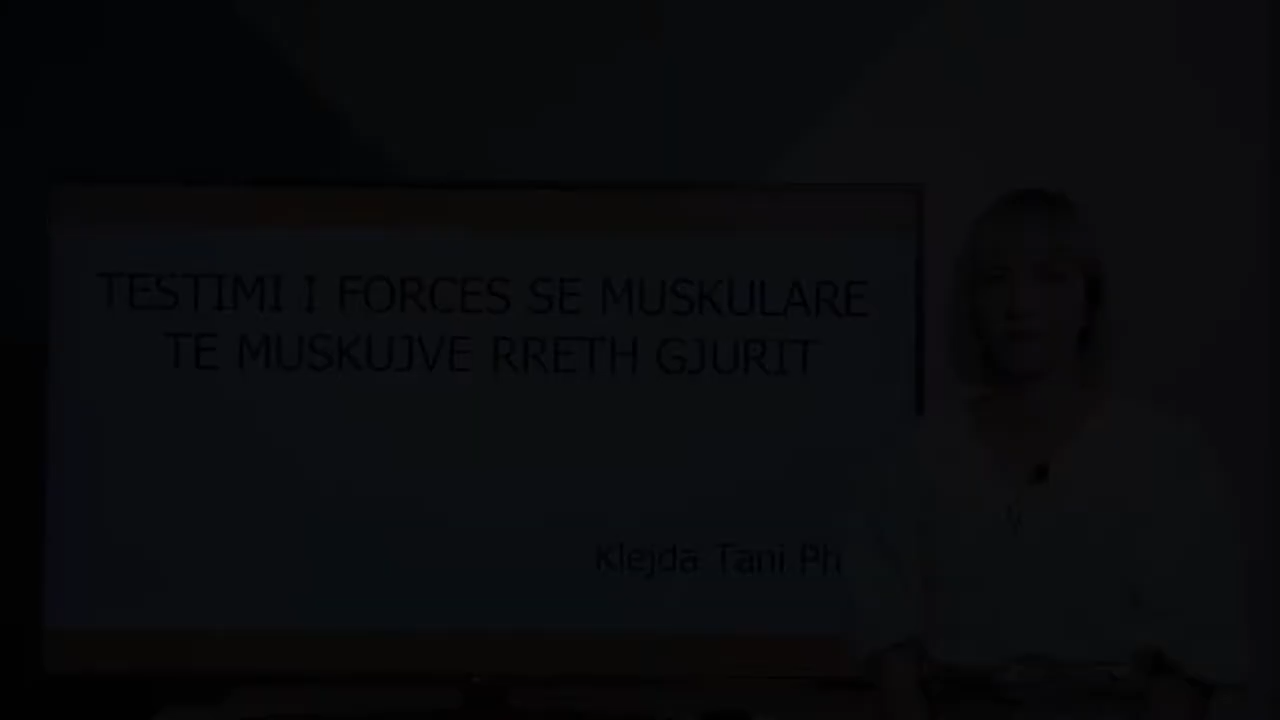 TESTIMI I FORCES SE MUSKULARE
TE MUSKUJVE RRETH GJURIT
Klejda Tani Ph